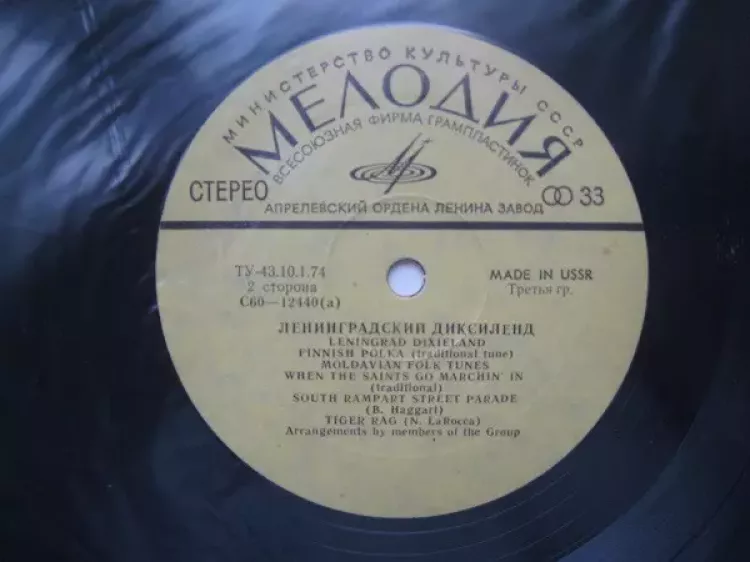 МИНИСТЕРСТВО КУЛЬТУРЫ СССР
МЕЛОДИЯ
ВСЕСОЮЗНАЯ ФИРМА ГРАМПЛАСТИНОК
СТЕРЕО
33
АПРЕЛЕВСКИЙ ОРДЕНА ЛЕНИНА ЗАВОД
ТУ-43.10.1.74
2 сторона
С60—12440(а)
MADE IN USSR
Третья гр.
ЛЕНИНГРАДСКИЙ ДИКСИЛЕНД
LENINGRAD DIXIELAND
FINNISH POLKA (traditional tune)
MOLDAVIAN FOLK TUNES
WHEN THE SAINTS GO MARCHIN' IN
(traditional)
SOUTH RAMPART STREET PARADE
(B. Haggart)
TIGER RAG (N. LaRocca)
Arrangements by members of the Group